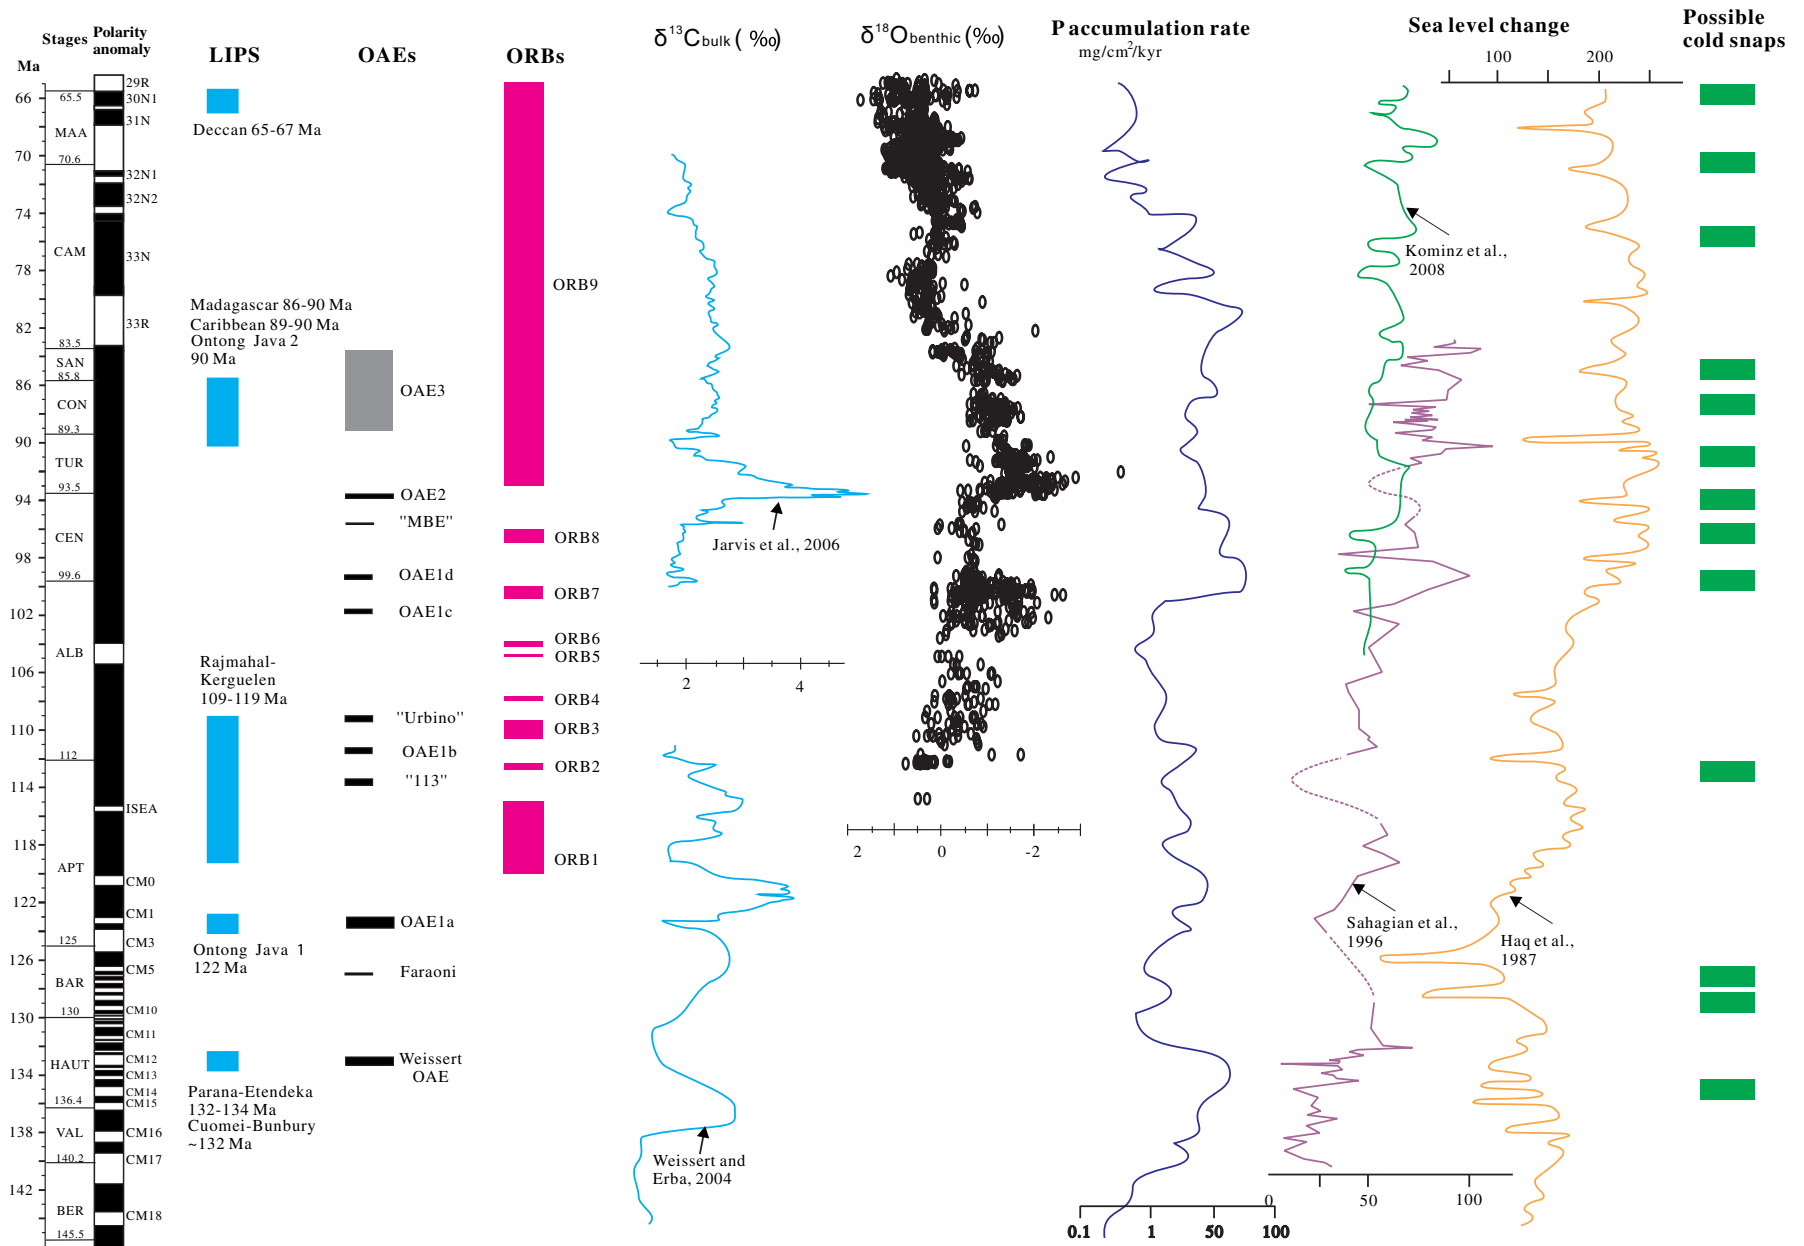 Stages
Polarity
anomaly
LIPS
OAEs
ORBs
δ13Cbulk ( ‰)
δ18Obenthic (‰)
P accumulation rate
mg/cm2/kyr
Sea level change
Possible
cold snaps
Ma
100
200
66
70
74
78
82
86
90
94
98
102
106
110
114
118
122
126
130
134
138
142
65.5
MAA
70.6
CAM
83.5
SAN
85.8
CON
89.3
TUR
93.5
CEN
99.6
ALB
112
APT
125
BAR
130
HAUT
136.4
VAL
140.2
BER
145.5
29R
30N1
31N
32N1
32N2
33N
33R
ISEA
CM0
CM1
CM3
CM5
CM10
CM11
CM12
CM13
CM14
CM15
CM16
CM17
CM18
Deccan 65-67 Ma
Madagascar 86-90 Ma
Caribbean 89-90 Ma
Ontong Java 2
90 Ma
Rajmahal-
Kerguelen
109-119 Ma
Ontong Java 1
122 Ma
Parana-Etendeka
132-134 Ma
Cuomei-Bunbury
~132 Ma
OAE3
OAE2
"MBE"
OAE1d
OAE1c
"Urbino"
OAE1b
"113"
OAE1a
Faraoni
Weissert
OAE
ORB9
ORB8
ORB7
ORB6
ORB5
ORB4
ORB3
ORB2
ORB1
Jarvis et al., 2006
2
4
Weissert and
Erba, 2004
2
0
-2
0.1
1
50
100
Kominz et al.,
2008
Sahagian et al.,
1996
Haq et al.,
1987
0
50
100